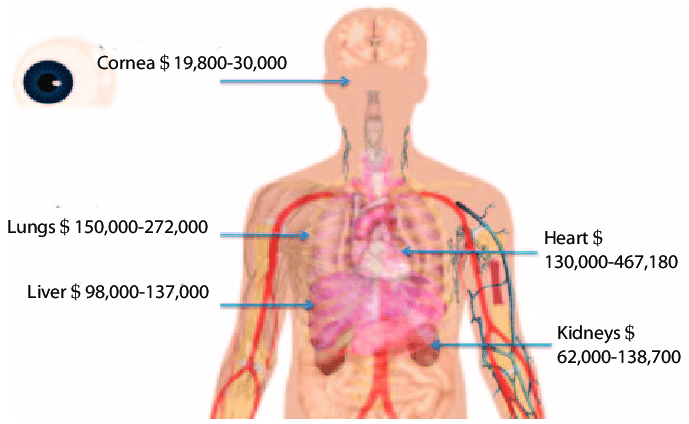 Cornea $ 19,800-30,000
Lungs $ 150,000-272,000
Heart $
130,000-467,180
Liver $ 98,000-137,000
Kidneys $
62,000-138,700